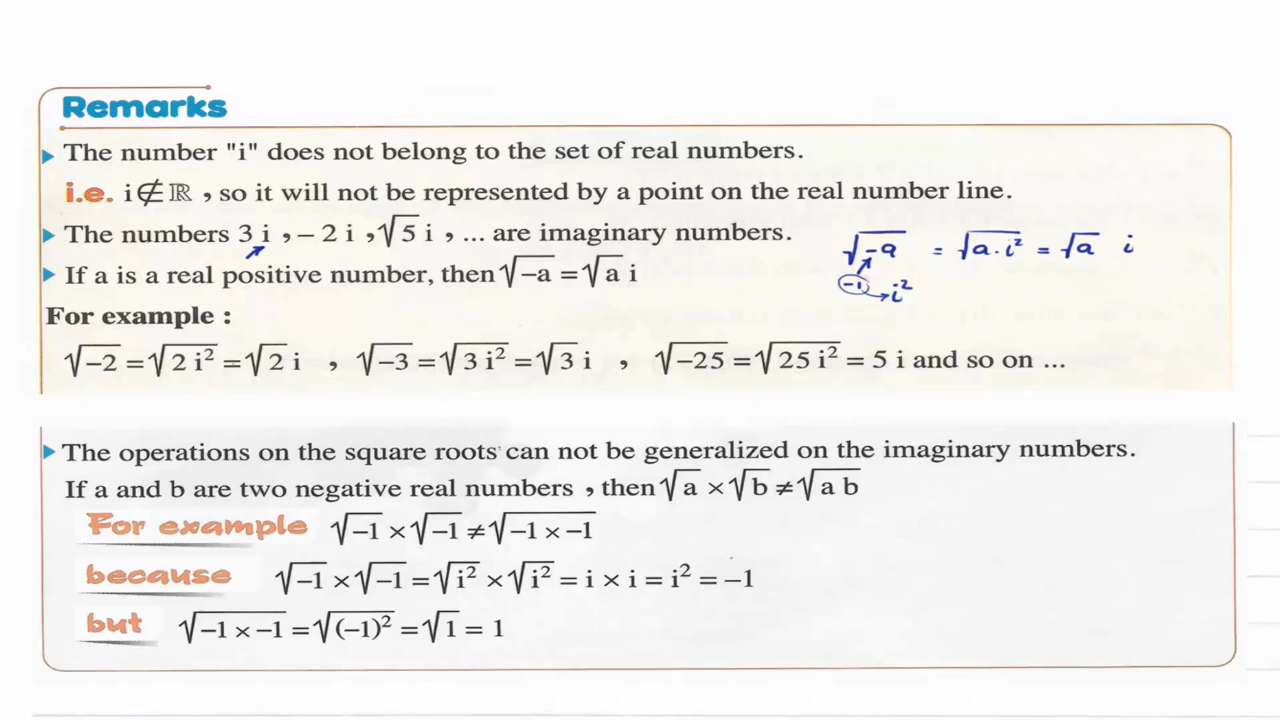 Remarks
▶ The number "i" does not belong to the set of real numbers.
i.e. i ∉ ℝ , so it will not be represented by a point on the real number line.
▶ The numbers 3 i , – 2 i , √5 i , ... are imaginary numbers.
▶ If a is a real positive number, then √–a = √a i
√-a = √a.i² = √a i
-1 → i²
For example :
√–2 = √2 i² = √2 i , √–3 = √3 i² = √3 i , √–25 = √25 i² = 5 i and so on ...
▶ The operations on the square roots can not be generalized on the imaginary numbers.
If a and b are two negative real numbers , then √a × √b ≠ √a b
For example √–1 × √–1 ≠ √–1 × –1
because √–1 × √–1 = √i² × √i² = i × i = i² = –1
but √–1 × –1 = √(–1)² = √1 = 1